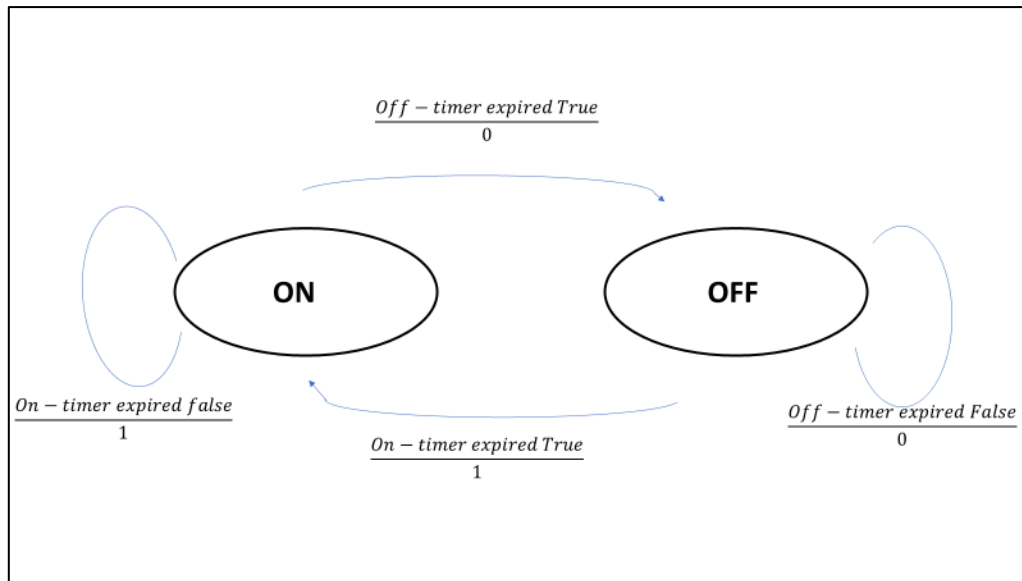 Off − timer expired True
0
ON
OFF
On − timer expired false
1
Off − timer expired False
0
On − timer expired True
1